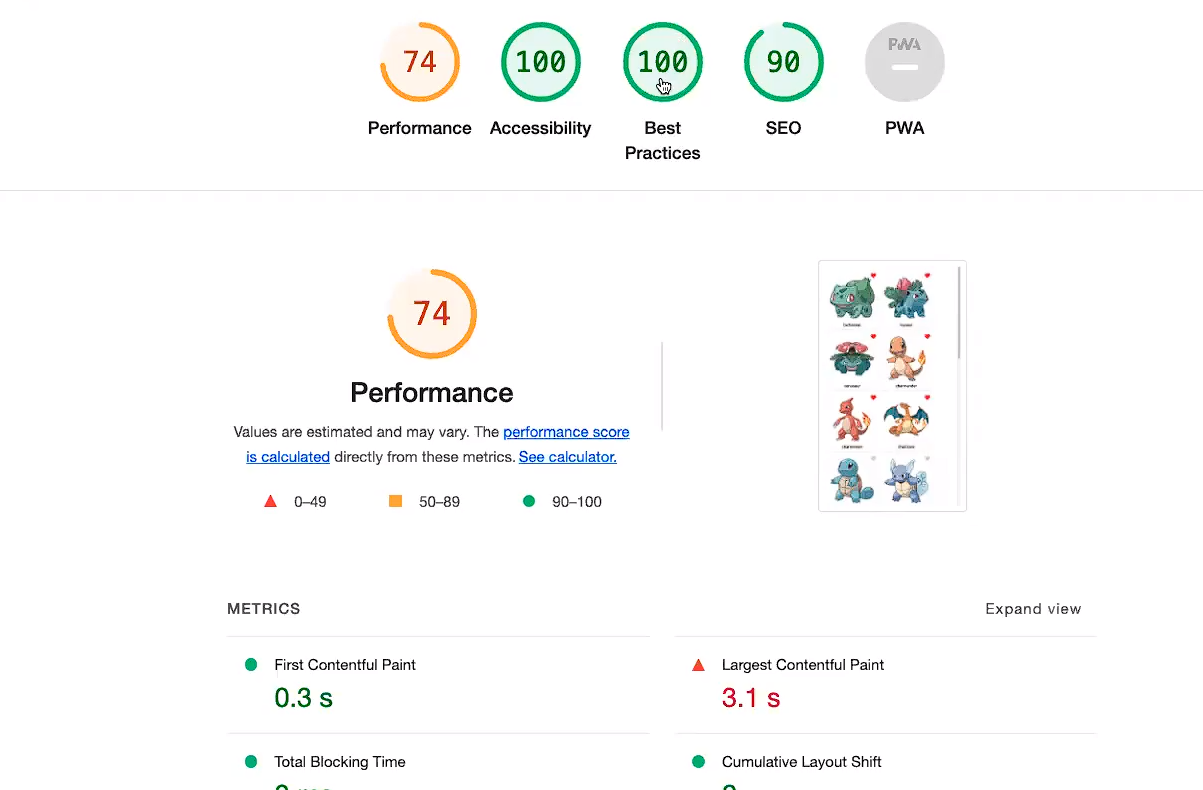 74
100
100
90
PWA
Performance
Accessibility
Best
Practices
SEO
PWA
74
Performance
Values are estimated and may vary. The performance score
is calculated directly from these metrics. See calculator.
0–49
50–89
90–100
METRICS
Expand view
First Contentful Paint
0.3 s
Largest Contentful Paint
3.1 s
Total Blocking Time
Cumulative Layout Shift